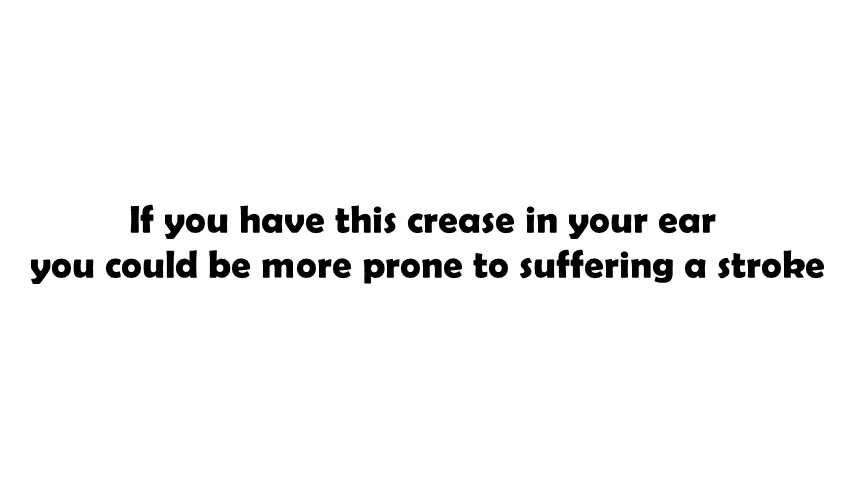 If you have this crease in your ear
you could be more prone to suffering a stroke